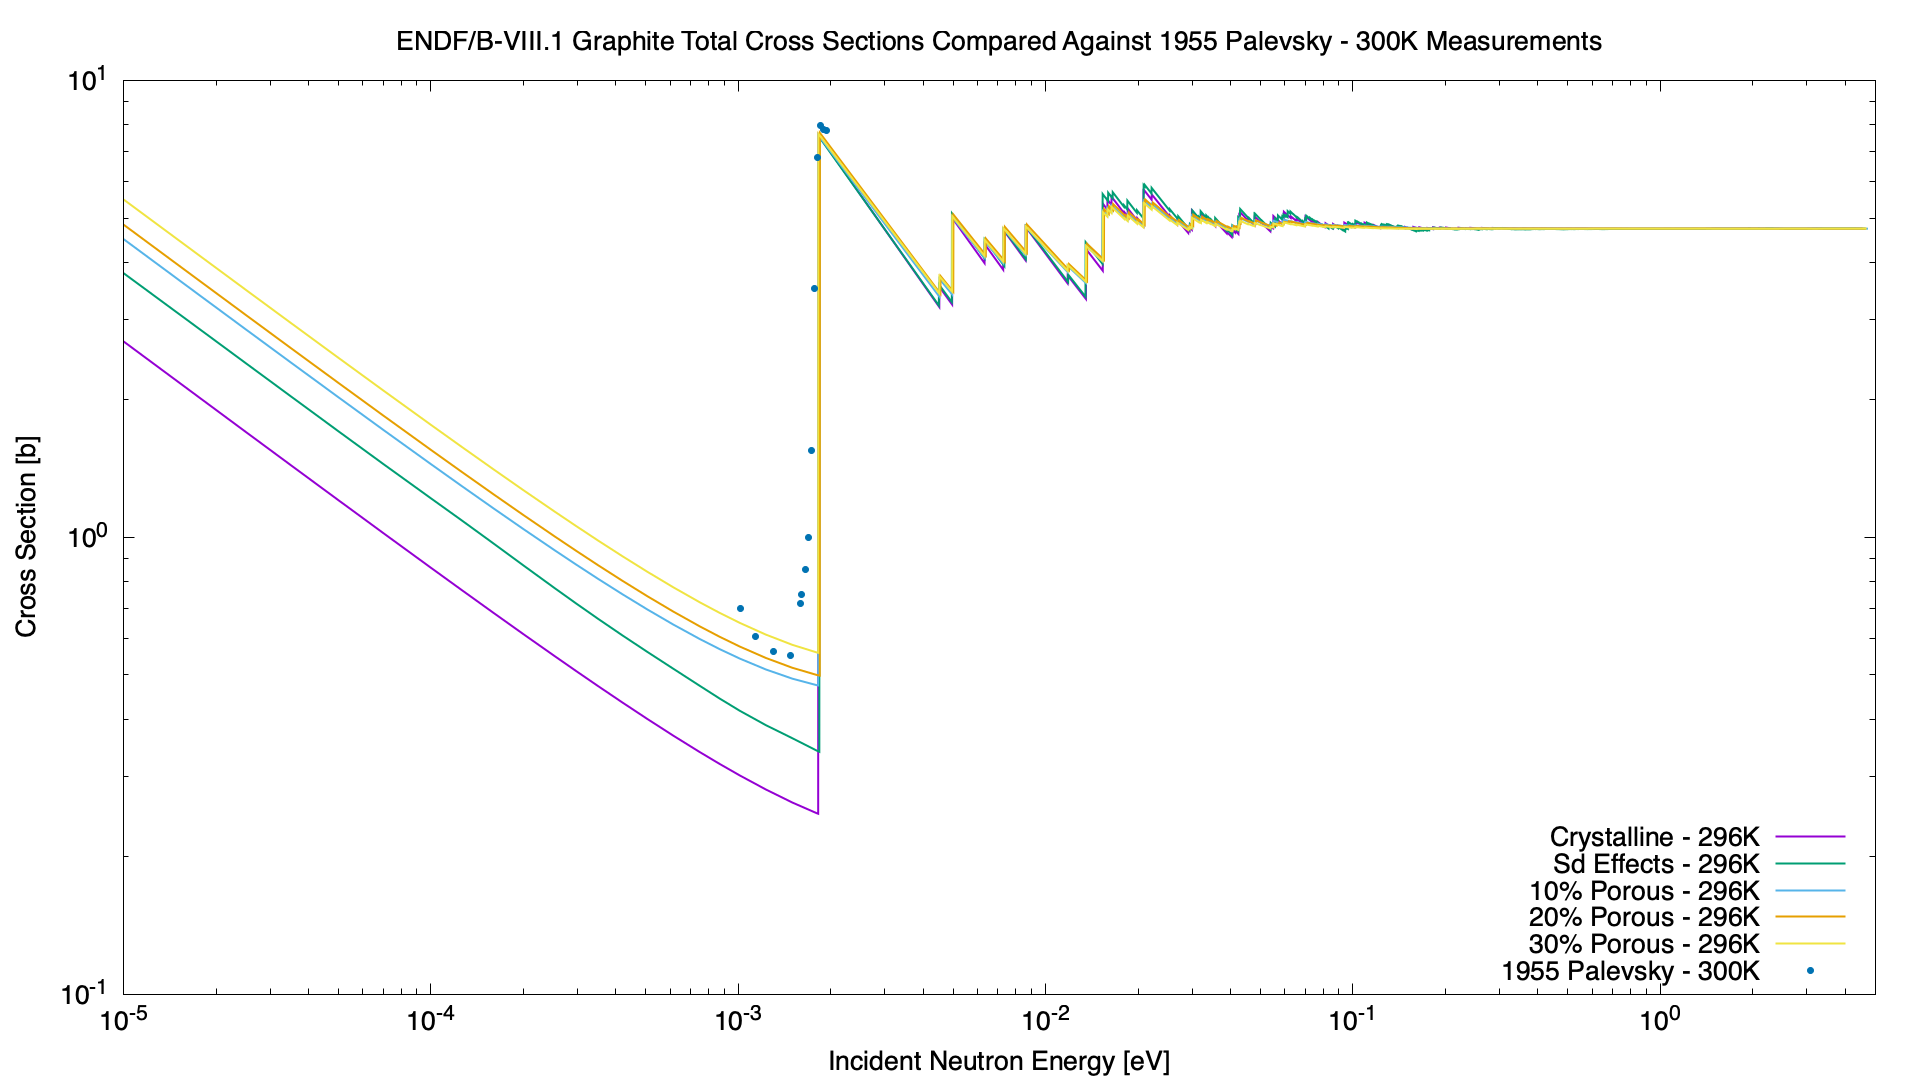 ENDF/B-VIII.1 Graphite Total Cross Sections Compared Against 1955 Palevsky - 300K Measurements
10^1
10^0
10^-1
Cross Section [b]
10^-5 10^-4 10^-3 10^-2 10^-1 10^0
Incident Neutron Energy [eV]
Crystalline - 296K
Sd Effects - 296K
10% Porous - 296K
20% Porous - 296K
30% Porous - 296K
1955 Palevsky - 300K